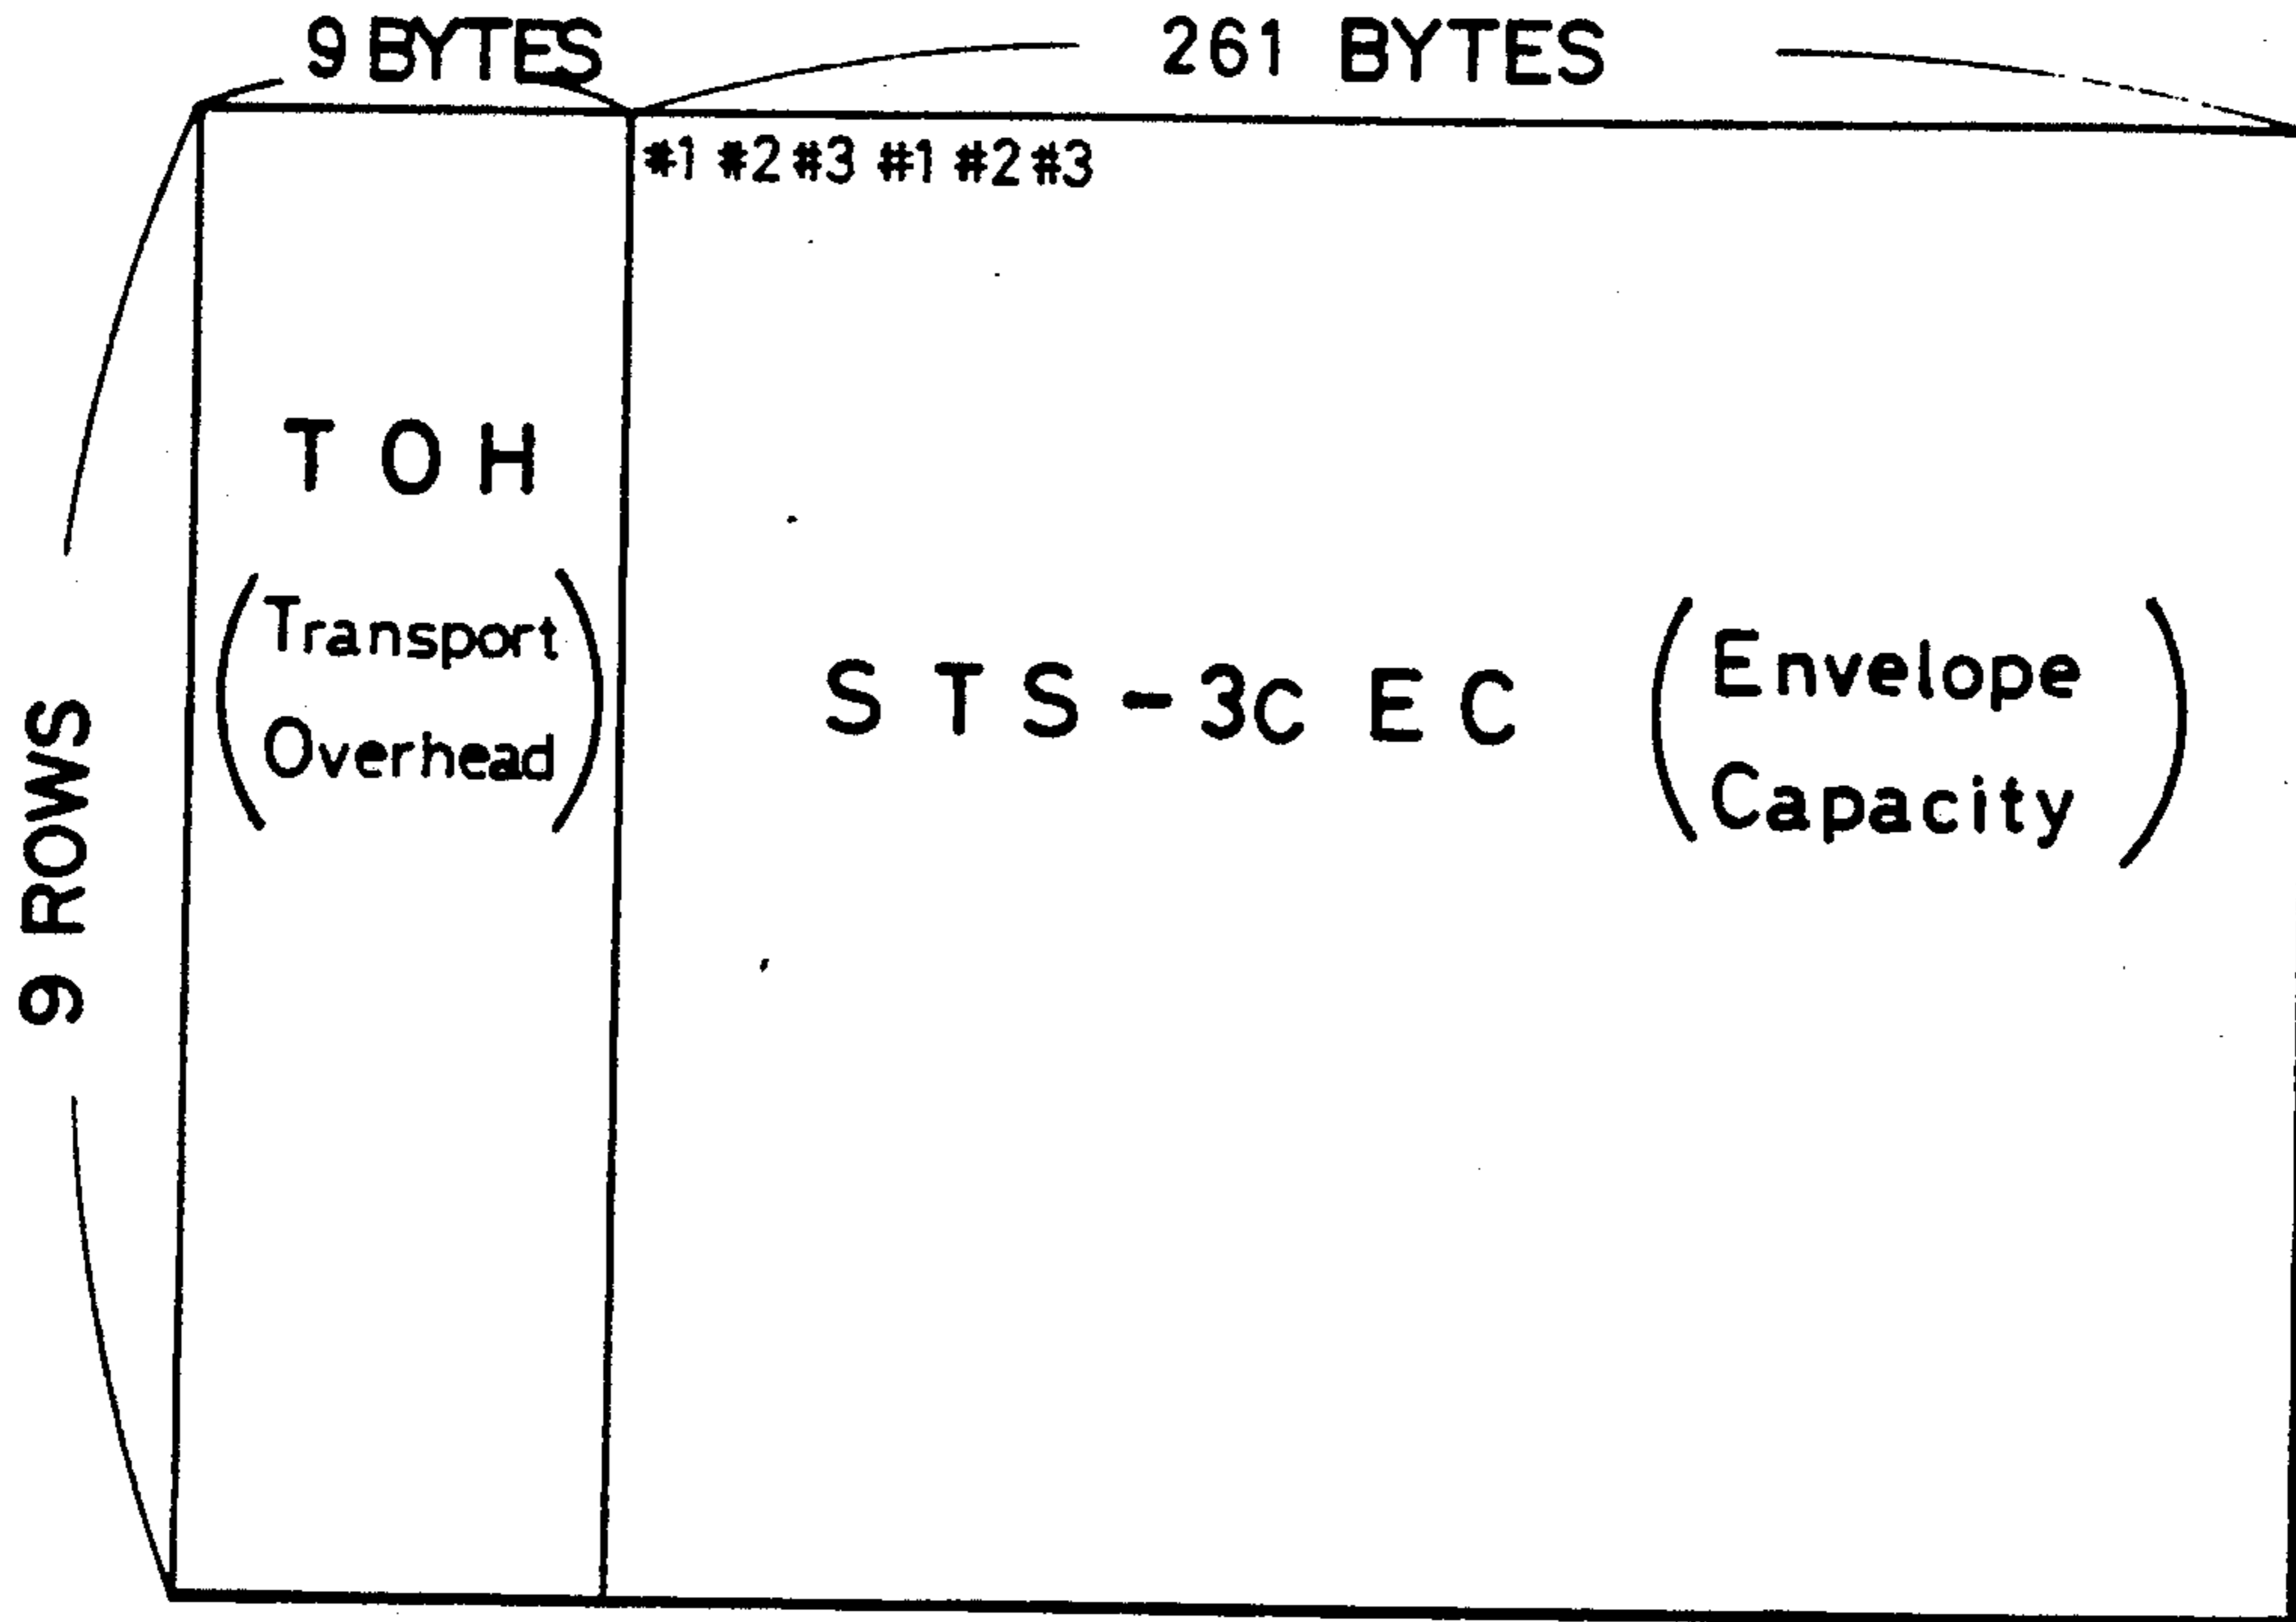 9 BYTES 261 BYTES
#1 #2 #3 #1 #2 #3
9 ROWS
T O H
(Transport
Overhead)
S T S - 3c E C (Envelope
Capacity)